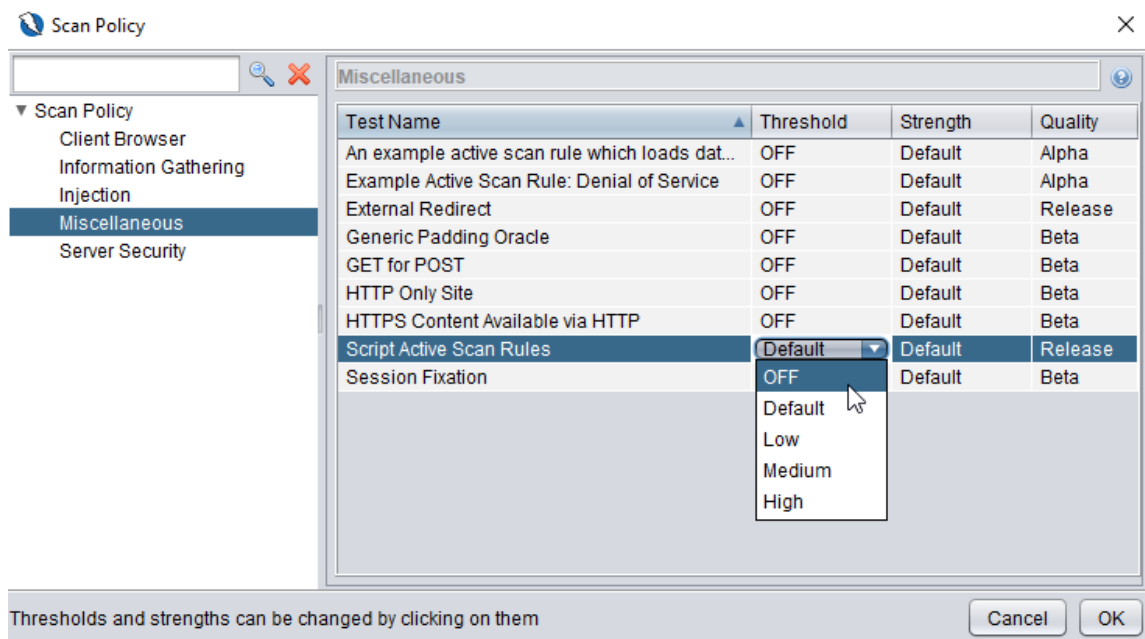 Scan Policy
Miscellaneous
Scan Policy
Client Browser
Information Gathering
Injection
Miscellaneous
Server Security
Test Name Threshold Strength Quality
An example active scan rule which loads dat... OFF Default Alpha
Example Active Scan Rule: Denial of Service OFF Default Alpha
External Redirect OFF Default Release
Generic Padding Oracle OFF Default Beta
GET for POST OFF Default Beta
HTTP Only Site OFF Default Beta
HTTPS Content Available via HTTP OFF Default Beta
Script Active Scan Rules Default Default Release
Session Fixation Default Beta
OFF
Default
Low
Medium
High
Thresholds and strengths can be changed by clicking on them
Cancel OK